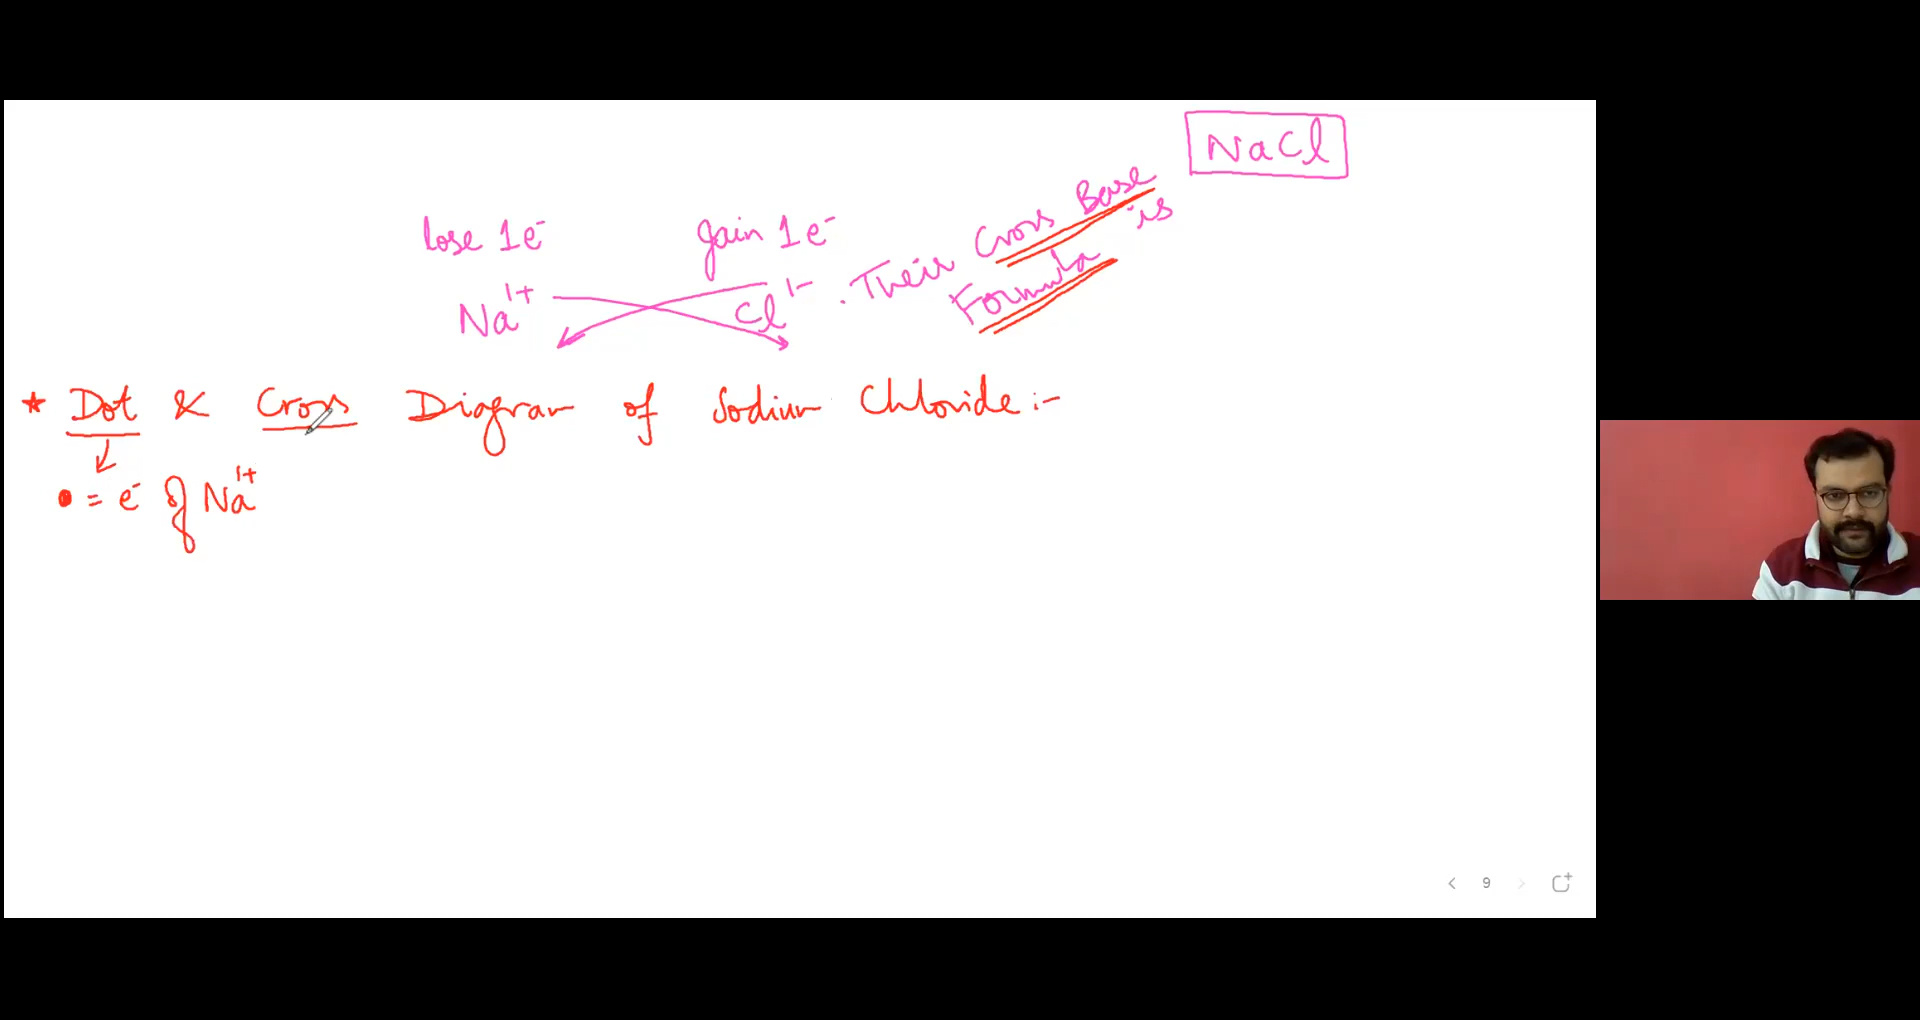 NaCl
lose 1e⁻ gain 1e⁻
Na¹⁺ Cl¹⁻ . Their Cross Base
Formula is
* Dot & Cross Diagram of Sodium Chloride :-
• = e⁻ of Na¹⁺
9